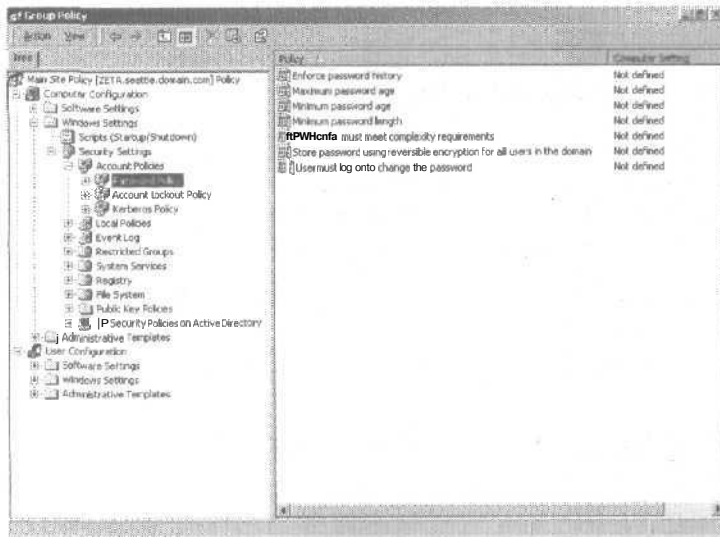 Group Policy
Action View
Tree
Main Site Policy [ZETA.seattle.domain.com] Policy
Computer Configuration
Software Settings
Windows Settings
Scripts (Startup/Shutdown)
Security Settings
Account Policies
Password Policy
Account Lockout Policy
Kerberos Policy
Local Policies
Event Log
Restricted Groups
System Services
Registry
File System
Public Key Policies
IP Security Policies on Active Directory
Administrative Templates
User Configuration
Software Settings
Windows Settings
Administrative Templates
Policy Computer Setting
Enforce password history Not defined
Maximum password age Not defined
Minimum password age Not defined
Minimum password length Not defined
ftPWHcnfa must meet complexity requirements Not defined
Store password using reversible encryption for all users in the domain Not defined
Usermust log onto change the password Not defined